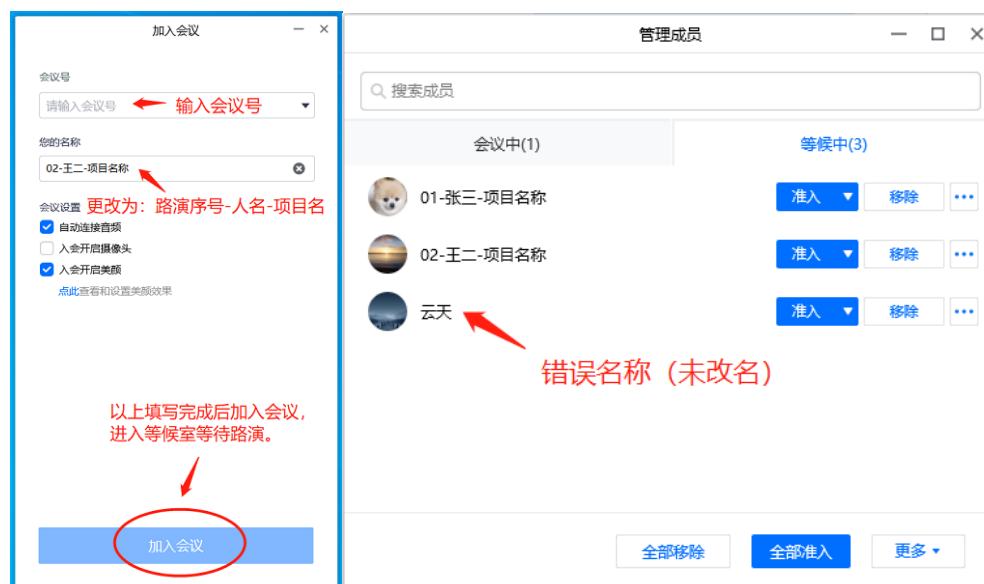 加入会议
会议号
请输入会议号
输入会议号
您的名称
02-王二-项目名称
会议设置
更改为：路演序号-人名-项目名
自动连接音频
入会开启摄像头
入会开启美颜
点此查看和设置美颜效果
以上填写完成后加入会议，
进入等候室等待路演。
加入会议
管理成员
搜索成员
会议中(1)
等候中(3)
01-张三-项目名称
准入
移除
02-王二-项目名称
准入
移除
云天
准入
移除
错误名称（未改名）
全部移除
全部准入
更多